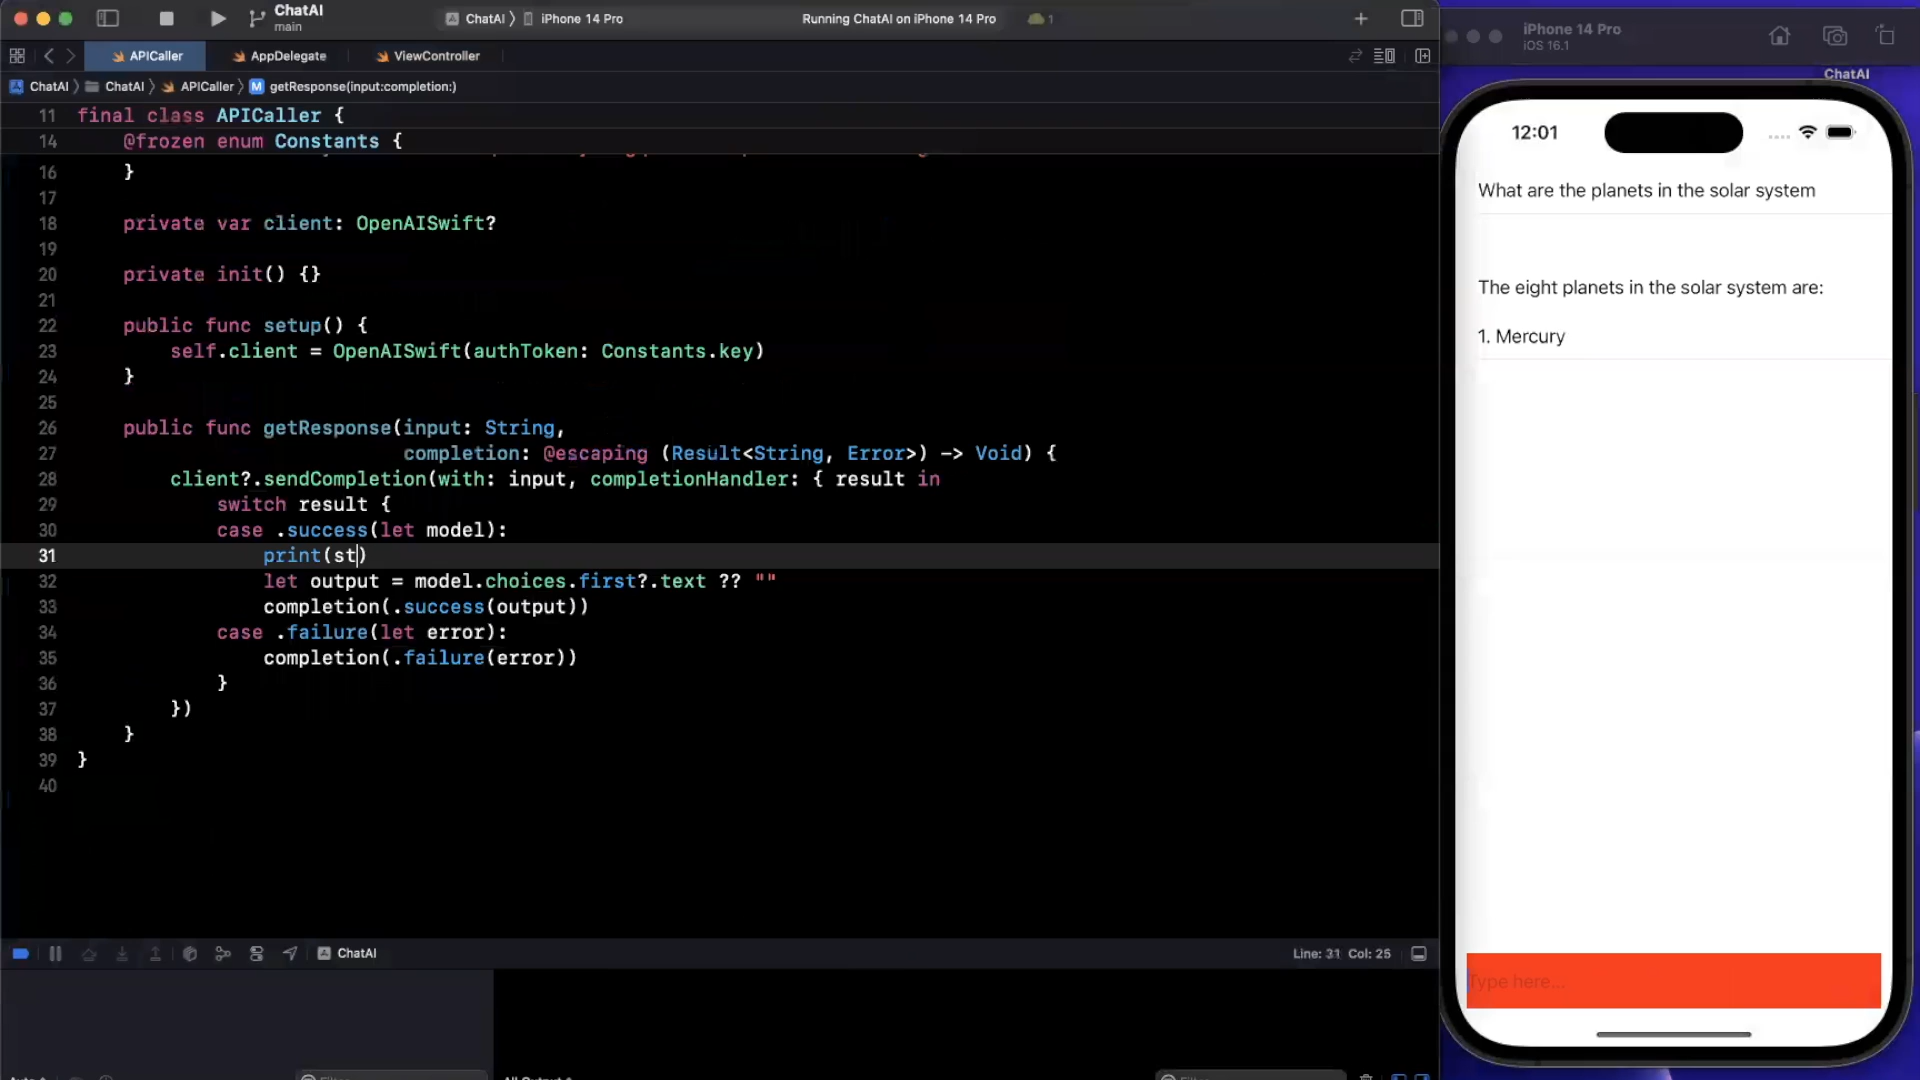 ChatAI
main
ChatAI 〉 iPhone 14 Pro
Running ChatAI on iPhone 14 Pro
1
APICaller
AppDelegate
ViewController
ChatAI 〉 ChatAI 〉 APICaller 〉 M getResponse(input:completion:)
11 final class APICaller {
14 @frozen enum Constants {
16 }
17
18 private var client: OpenAISwift?
19
20 private init() {}
21
22 public func setup() {
23 self.client = OpenAISwift(authToken: Constants.key)
24 }
25
26 public func getResponse(input: String,
27 completion: @escaping (Result<String, Error>) -> Void) {
28 client?.sendCompletion(with: input, completionHandler: { result in
29 switch result {
30 case .success(let model):
31 print(st)
32 let output = model.choices.first?.text ?? ""
33 completion(.success(output))
34 case .failure(let error):
35 completion(.failure(error))
36 }
37 })
38 }
39 }
40
ChatAI
Line: 31 Col: 25
iPhone 14 Pro
iOS 16.1
ChatAI
12:01
What are the planets in the solar system
The eight planets in the solar system are:
1. Mercury
Type here...